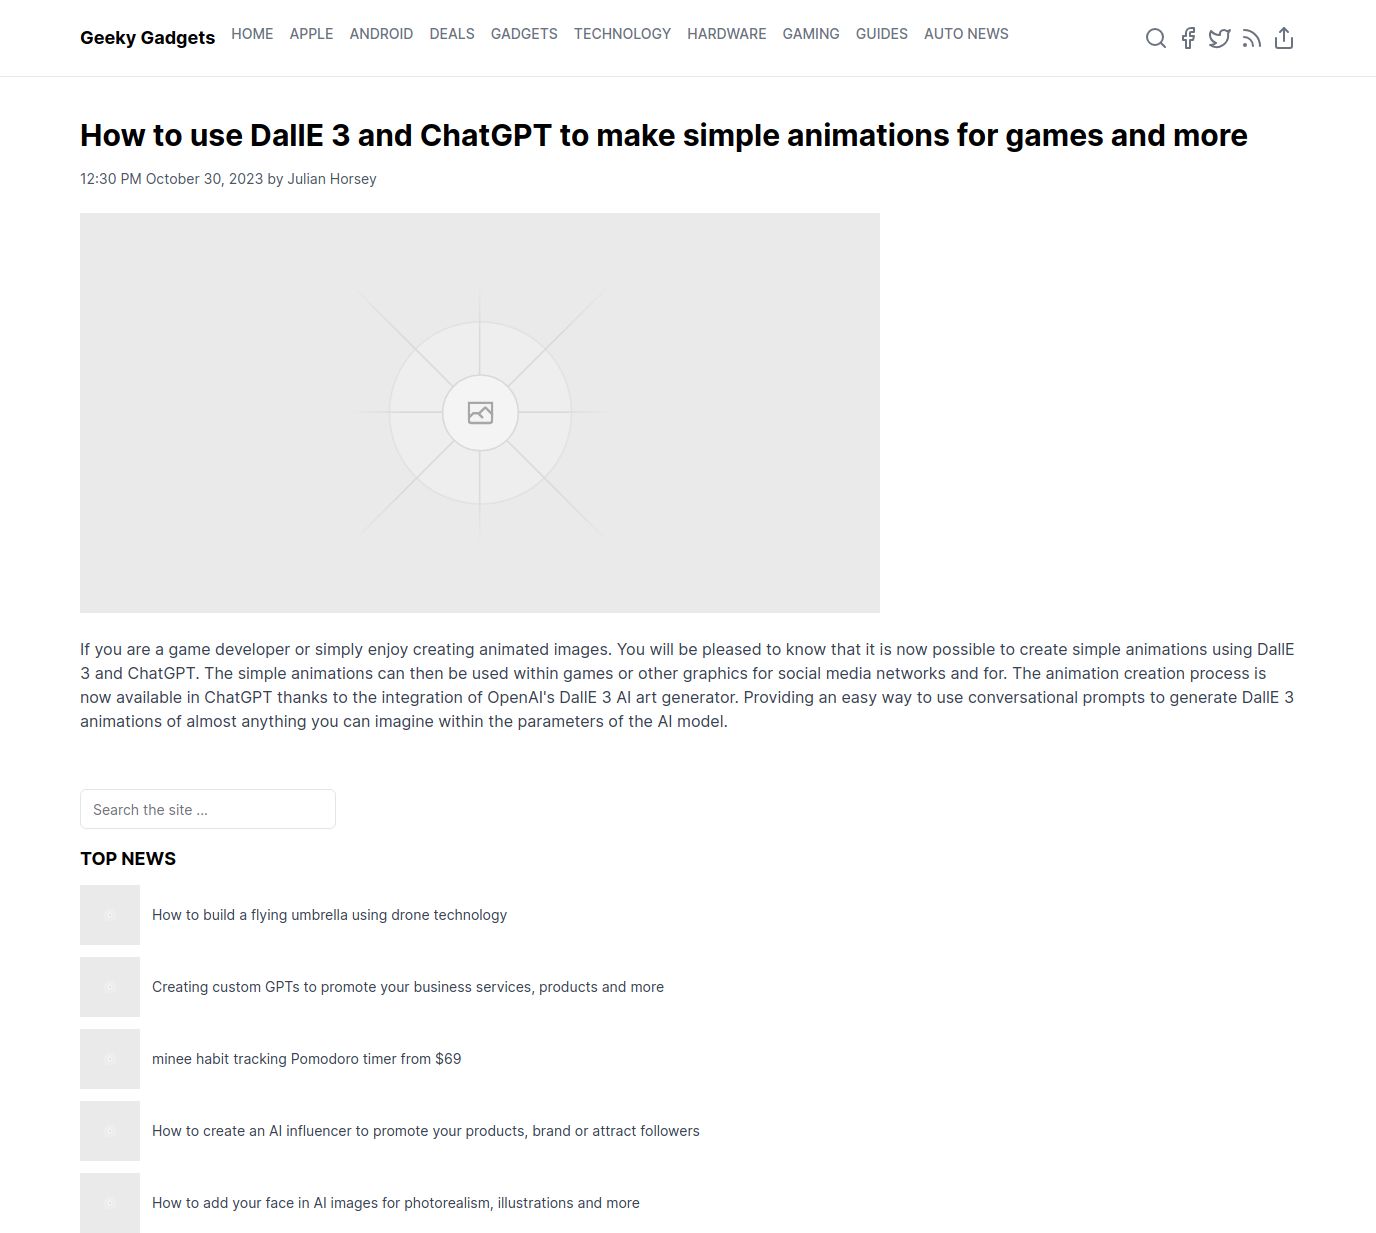 Geeky Gadgets HOME APPLE ANDROID DEALS GADGETS TECHNOLOGY HARDWARE GAMING GUIDES AUTO NEWS
How to use DallE 3 and ChatGPT to make simple animations for games and more
12:30 PM October 30, 2023 by Julian Horsey
If you are a game developer or simply enjoy creating animated images. You will be pleased to know that it is now possible to create simple animations using DallE
3 and ChatGPT. The simple animations can then be used within games or other graphics for social media networks and for. The animation creation process is
now available in ChatGPT thanks to the integration of OpenAI's DallE 3 AI art generator. Providing an easy way to use conversational prompts to generate DallE 3
animations of almost anything you can imagine within the parameters of the AI model.
Search the site ...
TOP NEWS
How to build a flying umbrella using drone technology
Creating custom GPTs to promote your business services, products and more
minee habit tracking Pomodoro timer from $69
How to create an AI influencer to promote your products, brand or attract followers
How to add your face in AI images for photorealism, illustrations and more